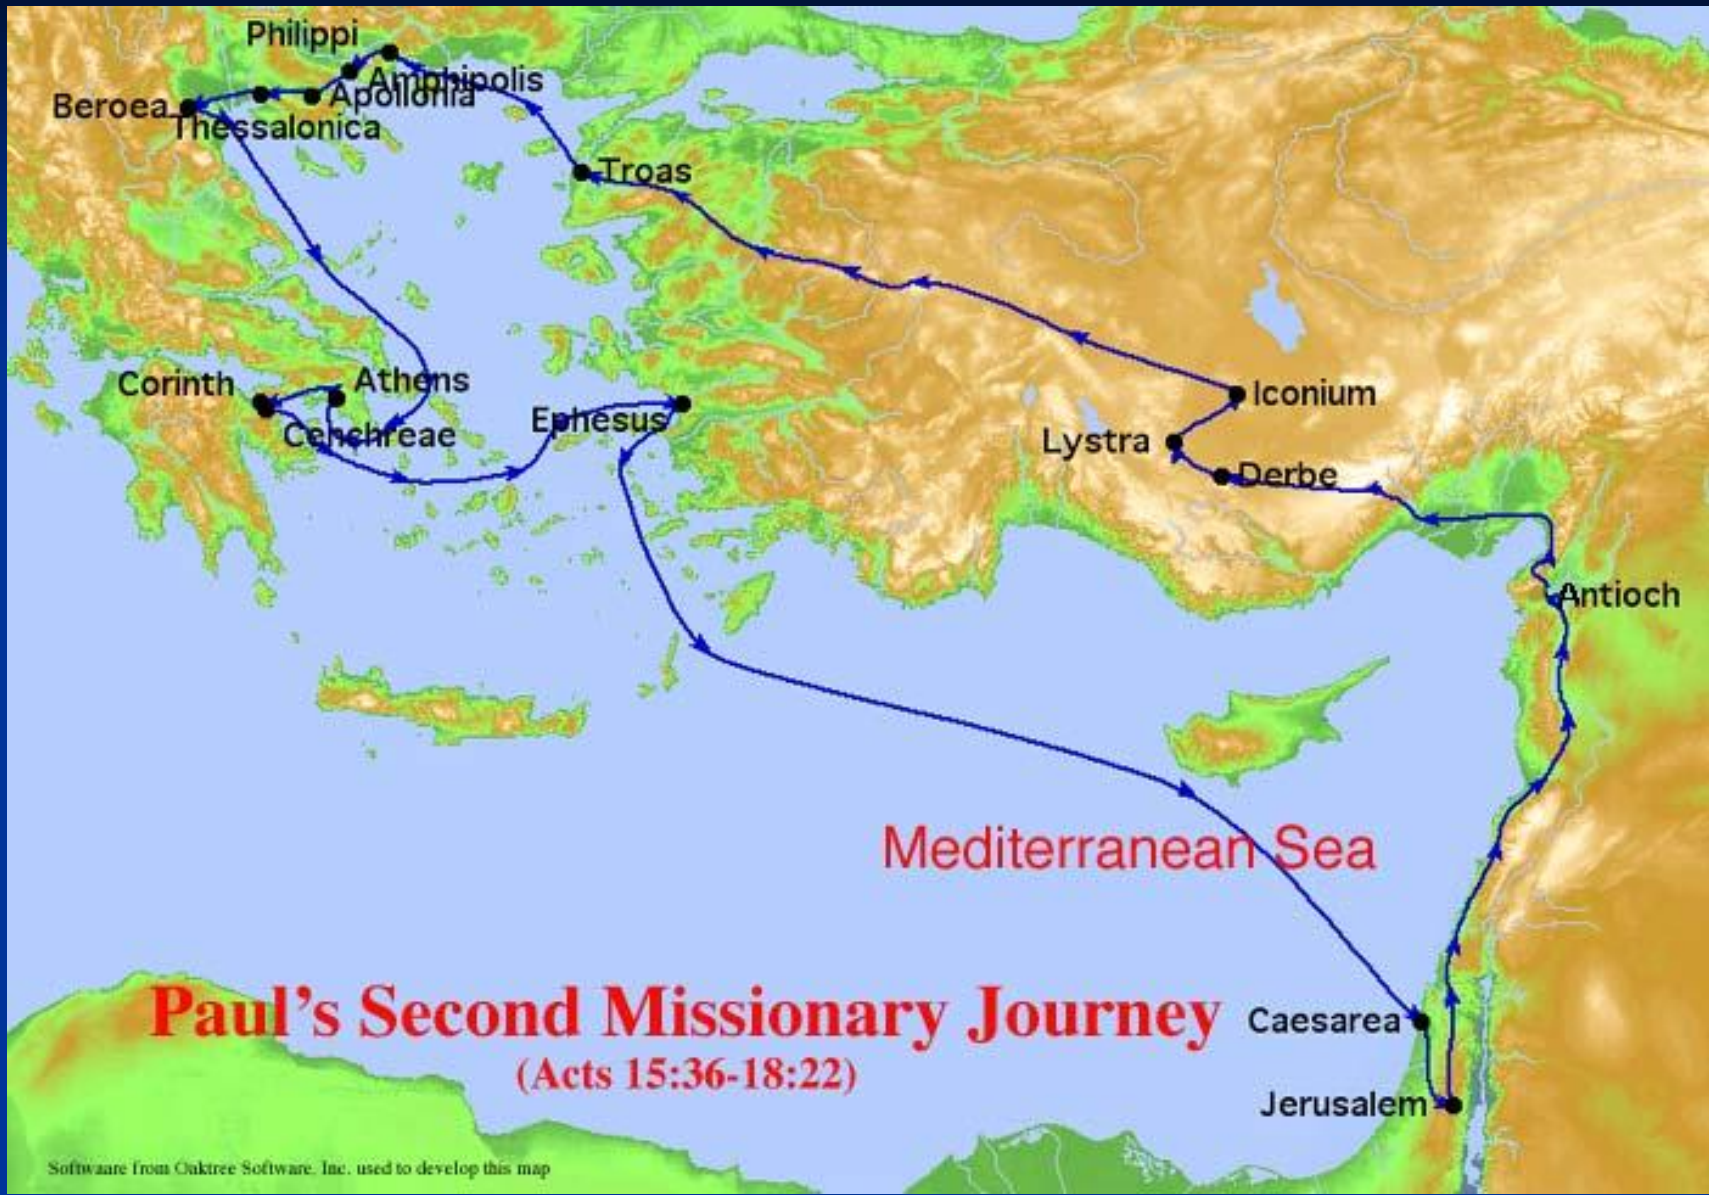 Philippi
Amphipolis
Beroea
Apollonia
Thessalonica
Troas
Corinth
Athens
Iconium
Ephesus
Cenchreae
Lystra
Derbe
Antioch
Mediterranean Sea
Paul's Second Missionary Journey
(Acts 15:36-18:22)
Caesarea
Jerusalem
Softwaare from Oaktree Software, Inc. used to develop this map